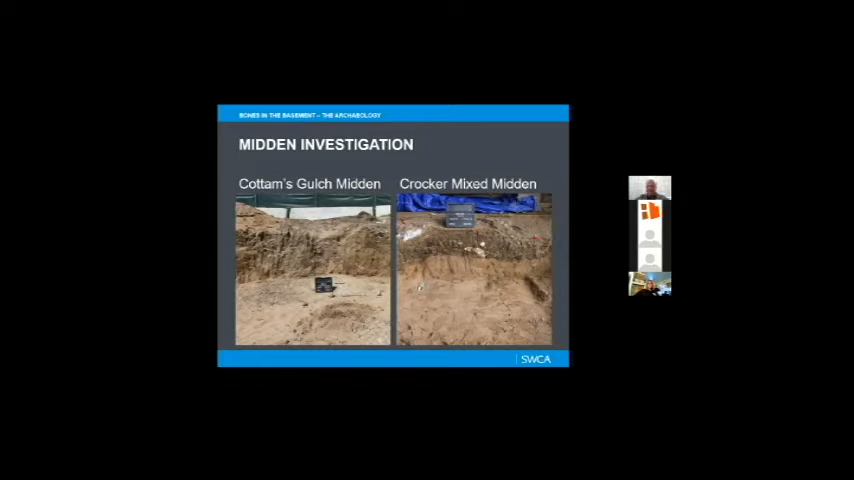 BONES IN THE BASEMENT – THE ARCHAEOLOGY
MIDDEN INVESTIGATION
Cottam's Gulch Midden
Crocker Mixed Midden
SWCA